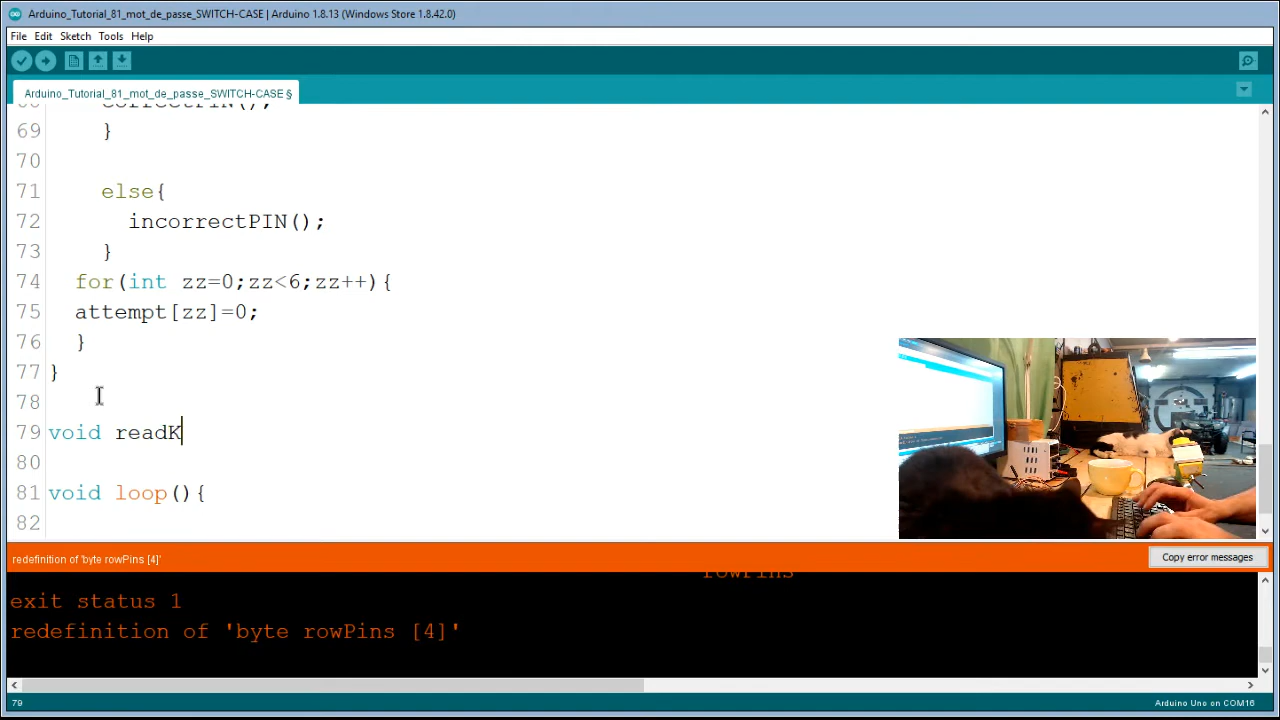 Arduino_Tutorial_81_mot_de_passe_SWITCH-CASE | Arduino 1.8.13 (Windows Store 1.8.42.0)
File Edit Sketch Tools Help
Arduino_Tutorial_81_mot_de_passe_SWITCH-CASE §
68 correctPIN();
69 }
70
71 else{
72 incorrectPIN();
73 }
74 for(int zz=0;zz<6;zz++){
75 attempt[zz]=0;
76 }
77 }
78
79 void readK
80
81 void loop(){
82
redefinition of 'byte rowPins [4]'
Copy error messages
rowPins
exit status 1
redefinition of 'byte rowPins [4]'
79
Arduino Uno on COM16